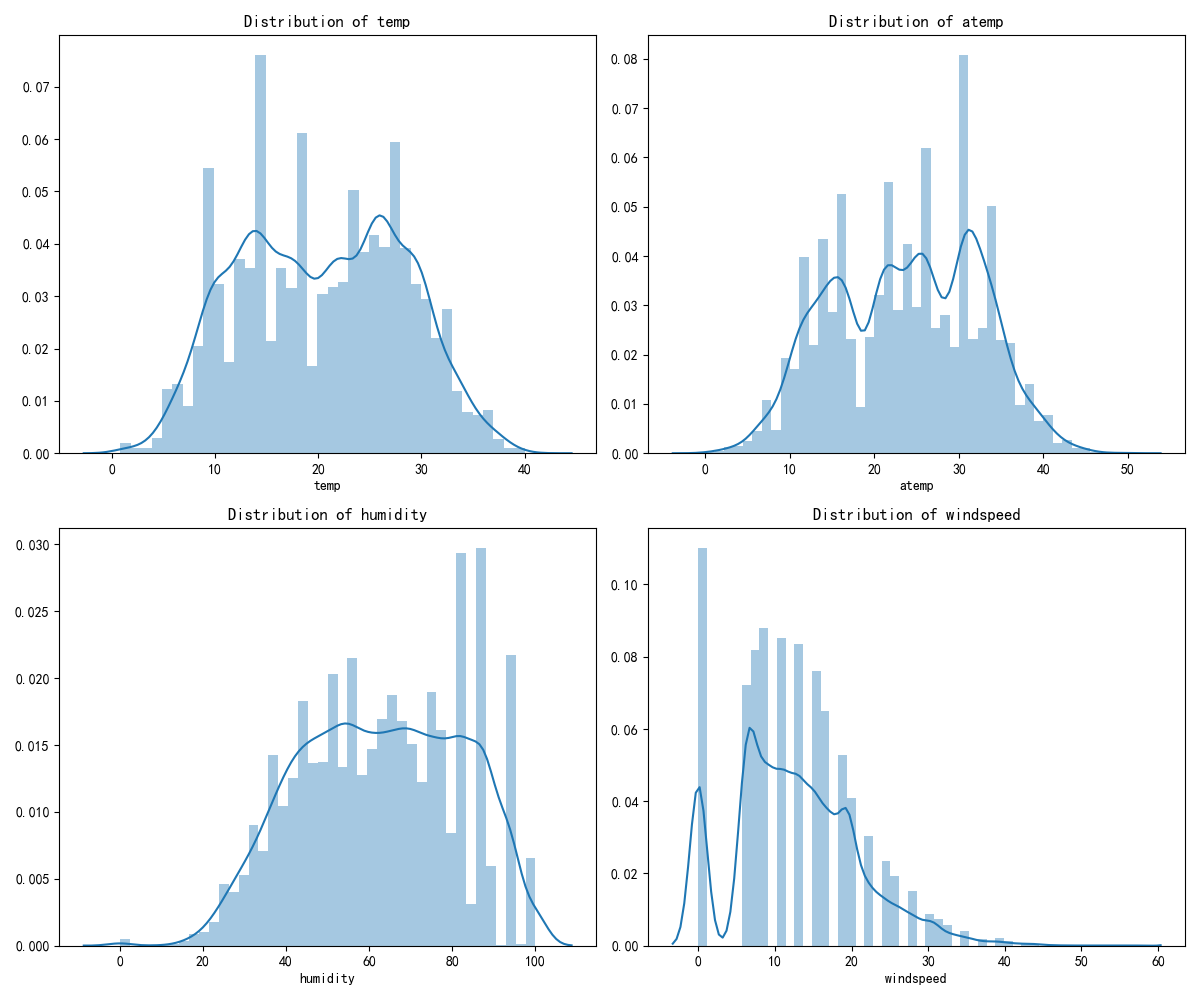 Distribution of temp
0.07
0.06
0.05
0.04
0.03
0.02
0.01
0.00
0 10 20 30 40
temp
Distribution of atemp
0.08
0.07
0.06
0.05
0.04
0.03
0.02
0.01
0.00
0 10 20 30 40 50
atemp
Distribution of humidity
0.030
0.025
0.020
0.015
0.010
0.005
0.000
0 20 40 60 80 100
humidity
Distribution of windspeed
0.10
0.08
0.06
0.04
0.02
0.00
0 10 20 30 40 50 60
windspeed